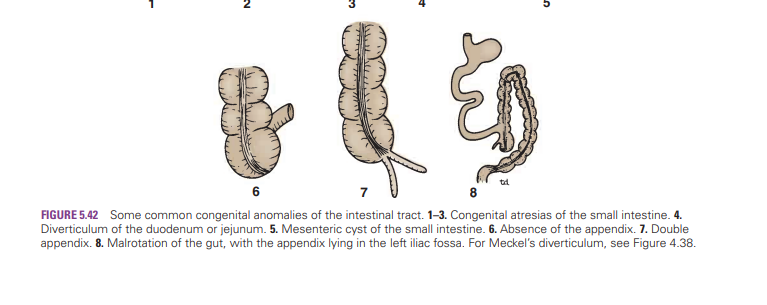 1 2 3 4 5
6 7 8
FIGURE 5.42 Some common congenital anomalies of the intestinal tract. 1–3. Congenital atresias of the small intestine. 4.
Diverticulum of the duodenum or jejunum. 5. Mesenteric cyst of the small intestine. 6. Absence of the appendix. 7. Double
appendix. 8. Malrotation of the gut, with the appendix lying in the left iliac fossa. For Meckel's diverticulum, see Figure 4.38.